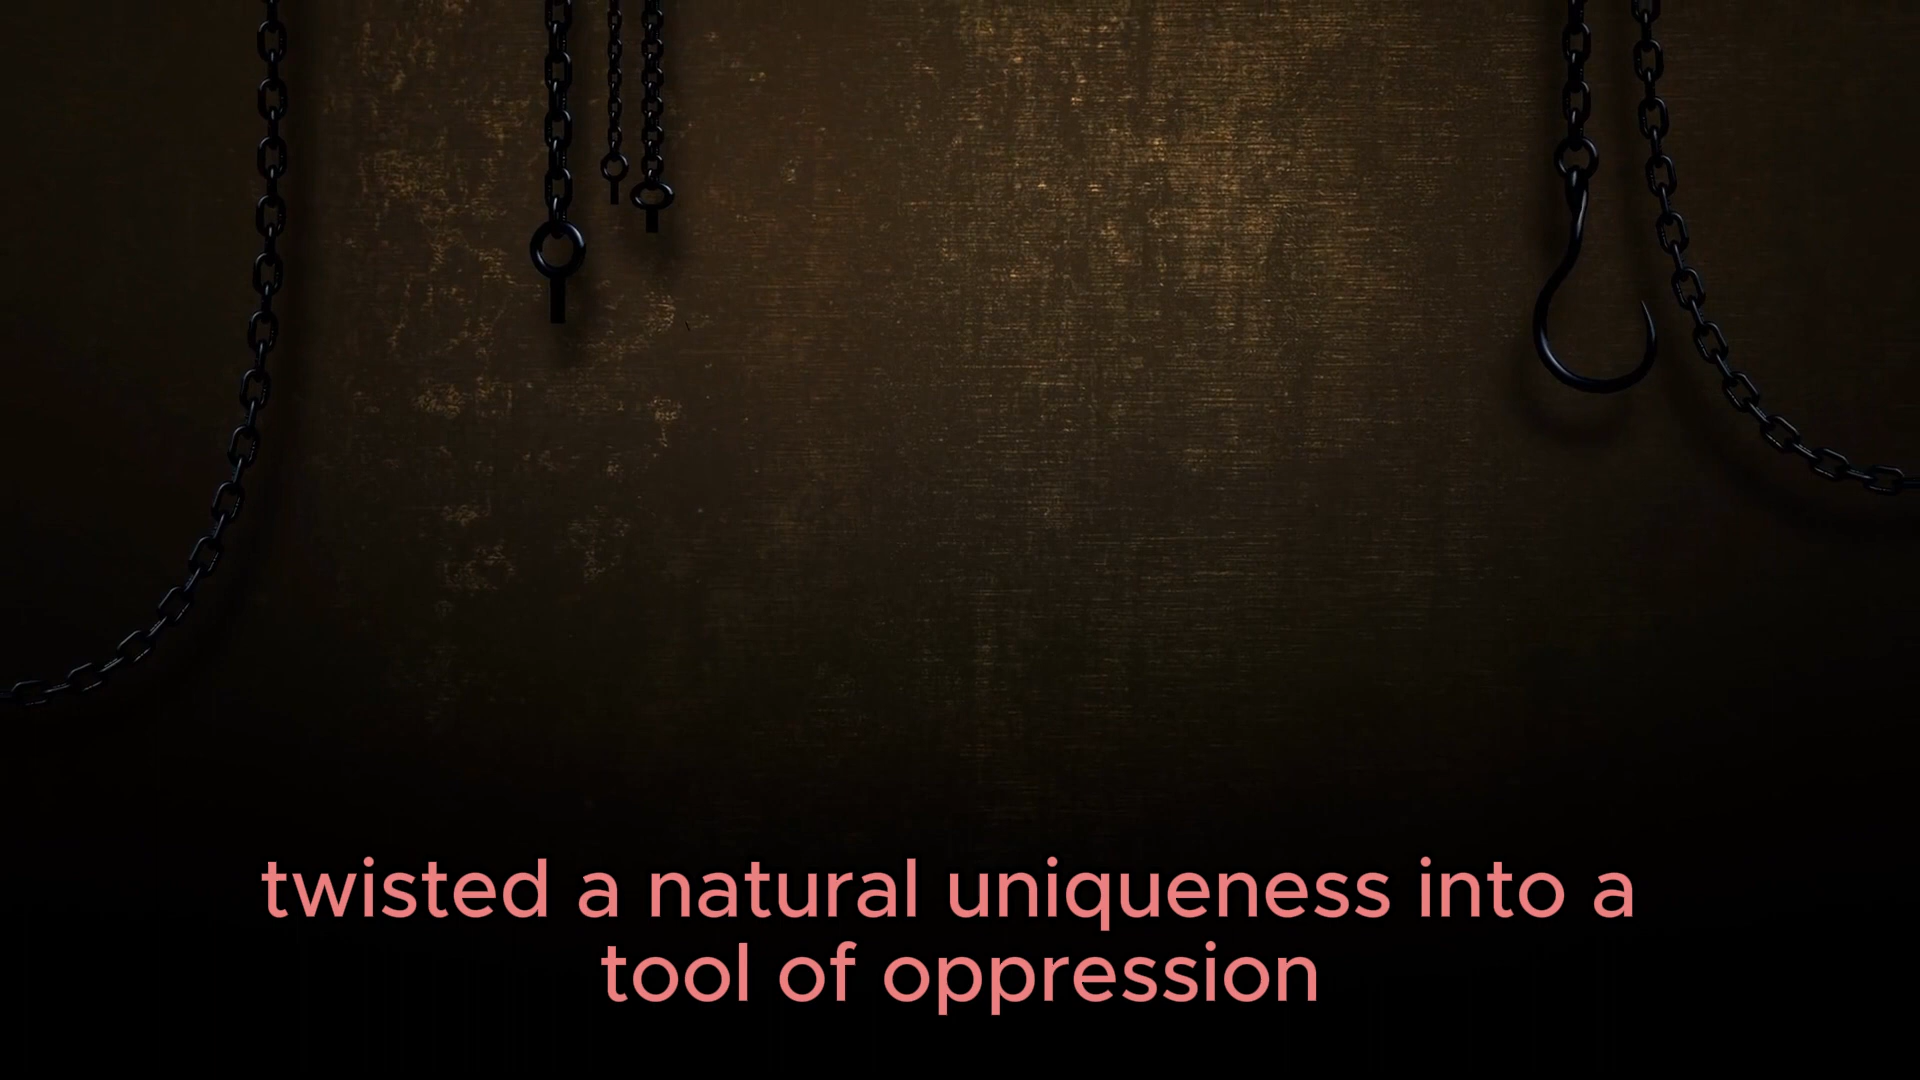 twisted a natural uniqueness into a
tool of oppression